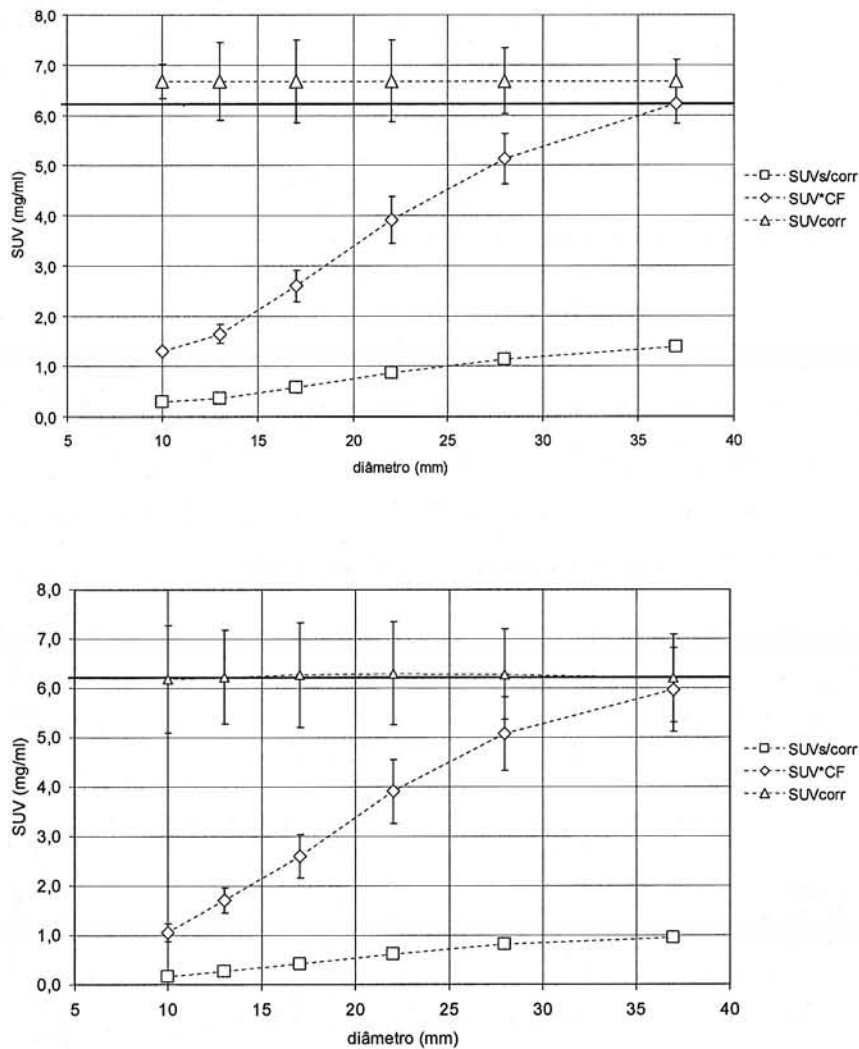 8,0
7,0
6,0
5,0
4,0
3,0
2,0
1,0
0,0
SUV (mg/ml)
5 10 15 20 25 30 35 40
diâmetro (mm)
SUVs/corr
SUV*CF
SUVcorr
8,0
7,0
6,0
5,0
4,0
3,0
2,0
1,0
0,0
SUV (mg/ml)
5 10 15 20 25 30 35 40
diâmetro (mm)
SUVs/corr
SUV*CF
SUVcorr